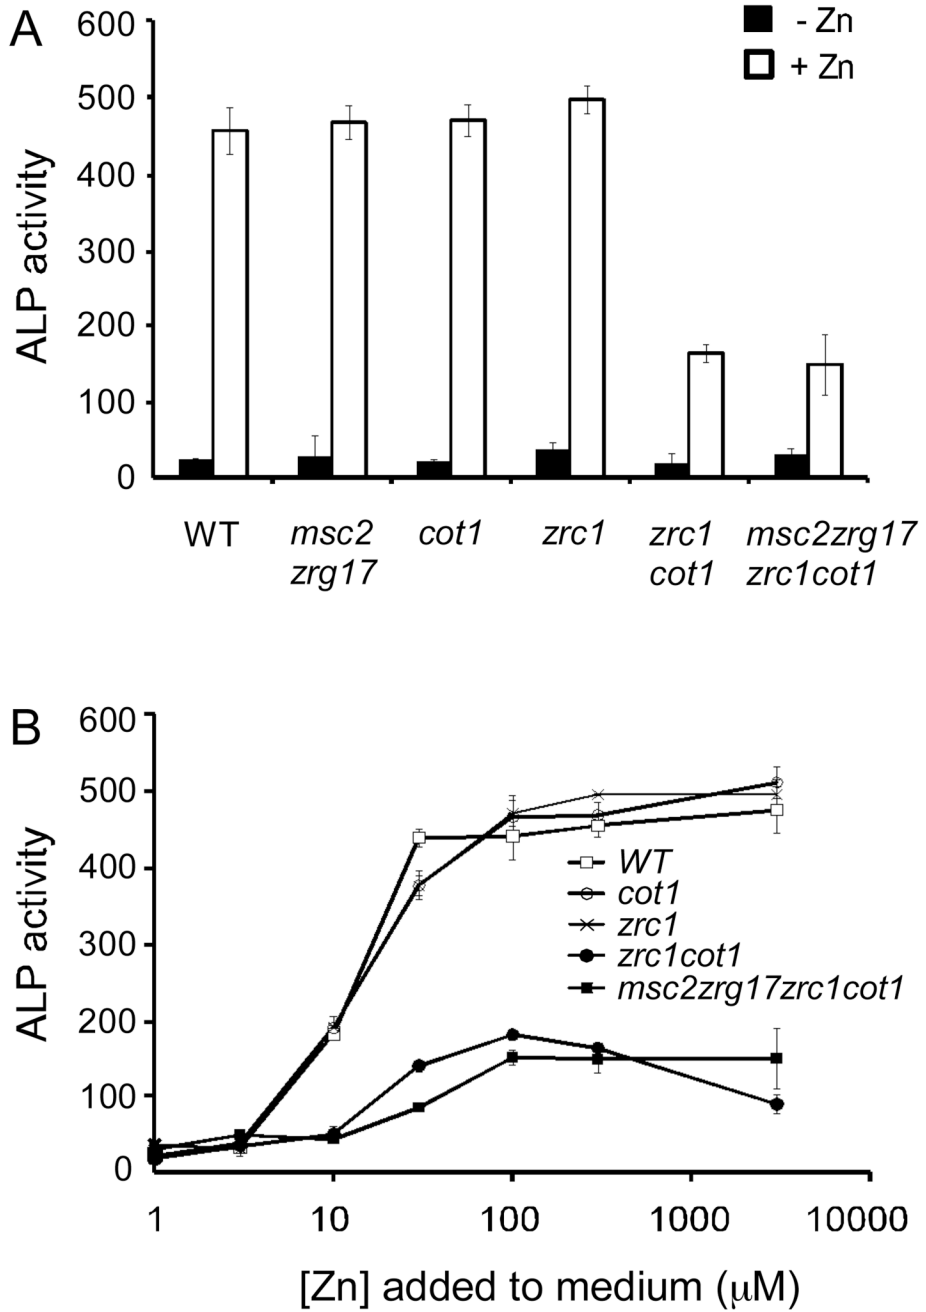 A
600
500
400
300
200
100
0
ALP activity
- Zn
+ Zn
WT
msc2
zrg17
cot1
zrc1
zrc1
cot1
msc2zrg17
zrc1cot1
B
600
500
400
300
200
100
0
ALP activity
WT
cot1
zrc1
zrc1cot1
msc2zrg17zrc1cot1
1 10 100 1000 10000
[Zn] added to medium (μM)